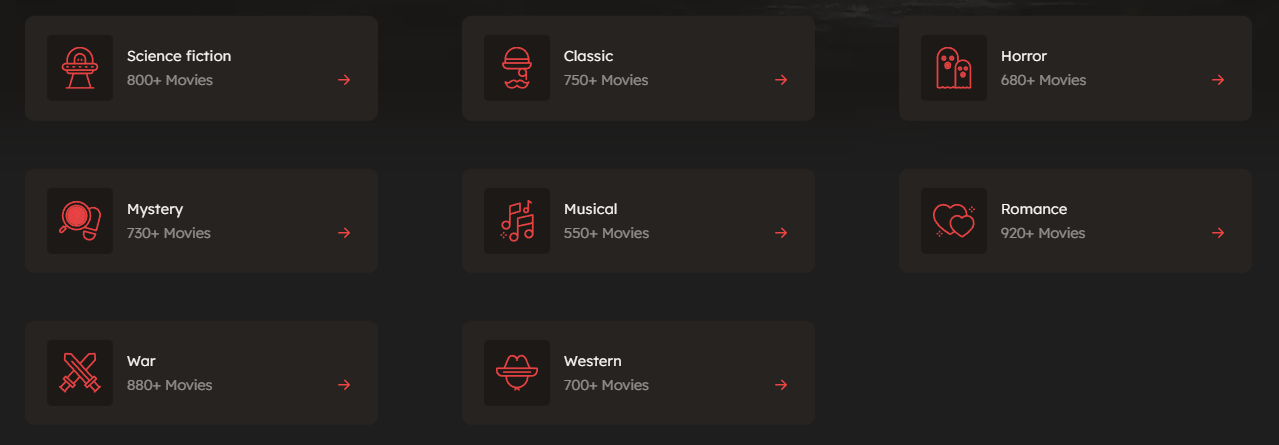 Science fiction
800+ Movies
Classic
750+ Movies
Horror
680+ Movies
Mystery
730+ Movies
Musical
550+ Movies
Romance
920+ Movies
War
880+ Movies
Western
700+ Movies